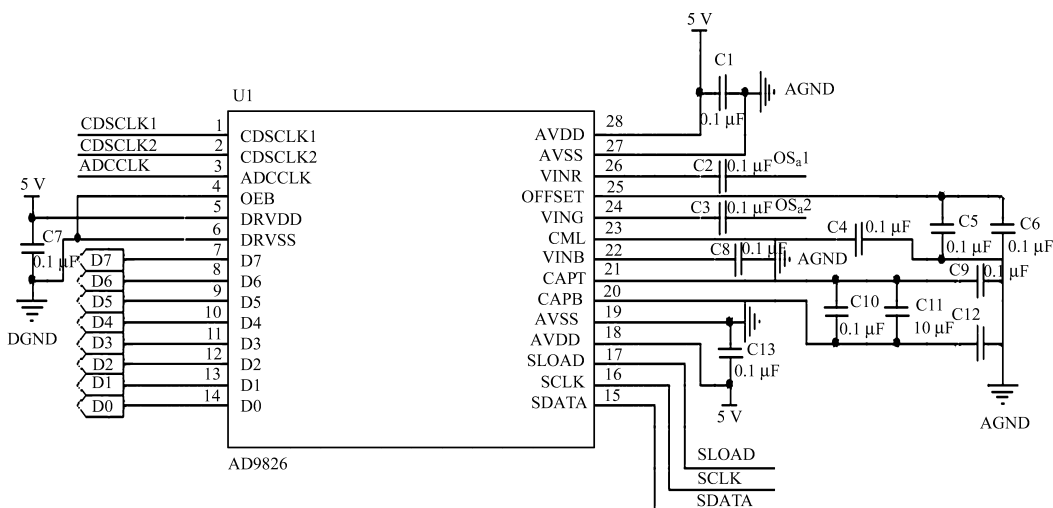 5 V
C1
AGND
0.1 μF
U1
CDSCLK1
1
CDSCLK1
AVDD
28
CDSCLK2
2
CDSCLK2
AVSS
27
ADCCLK
3
ADCCLK
VINR
26
C2
0.1 μF
OSa1
4
OEB
OFFSET
25
5 V
5
DRVDD
VING
24
C3
0.1 μF
OSa2
C4
0.1 μF
C5
C6
C7
6
DRVSS
CML
23
0.1 μF
0.1 μF
0.1 μF
D7
7
D7
VINB
22
C8
0.1 μF
AGND
C9
0.1 μF
D6
8
D6
CAPT
21
D5
9
D5
CAPB
20
C10
C11
C12
DGND
D4
10
D4
AVSS
19
0.1 μF
10 μF
D3
11
D3
AVDD
18
C13
D2
12
D2
SLOAD
17
0.1 μF
D1
13
D1
SCLK
16
D0
14
D0
SDATA
15
5 V
AGND
AD9826
SLOAD
SCLK
SDATA